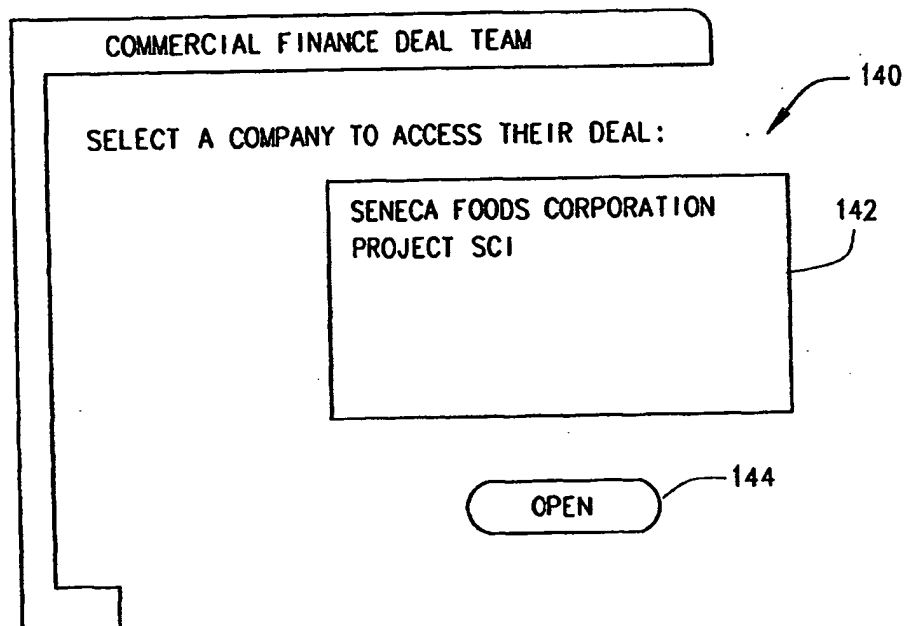 COMMERCIAL FINANCE DEAL TEAM
140
SELECT A COMPANY TO ACCESS THEIR DEAL:
SENECA FOODS CORPORATION
142
PROJECT SCI
144
OPEN